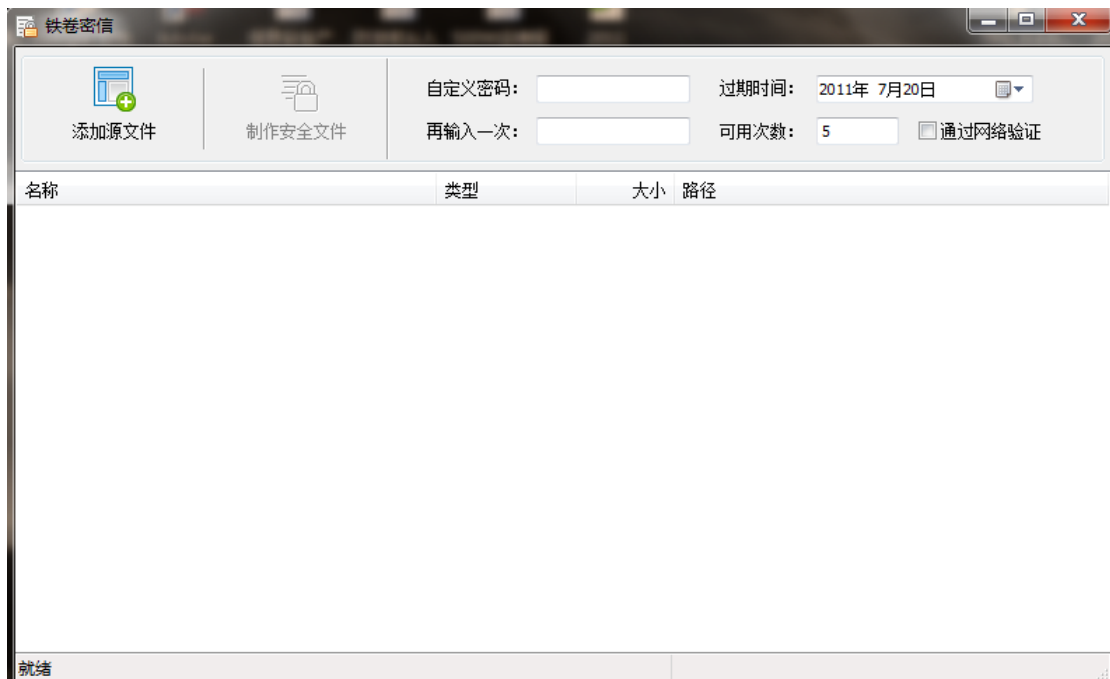 铁卷密信
自定义密码： 过期时间： 2011年 7月20日
添加源文件 制作安全文件 再输入一次： 可用次数： 5 通过网络验证
名称 类型 大小 路径
就绪